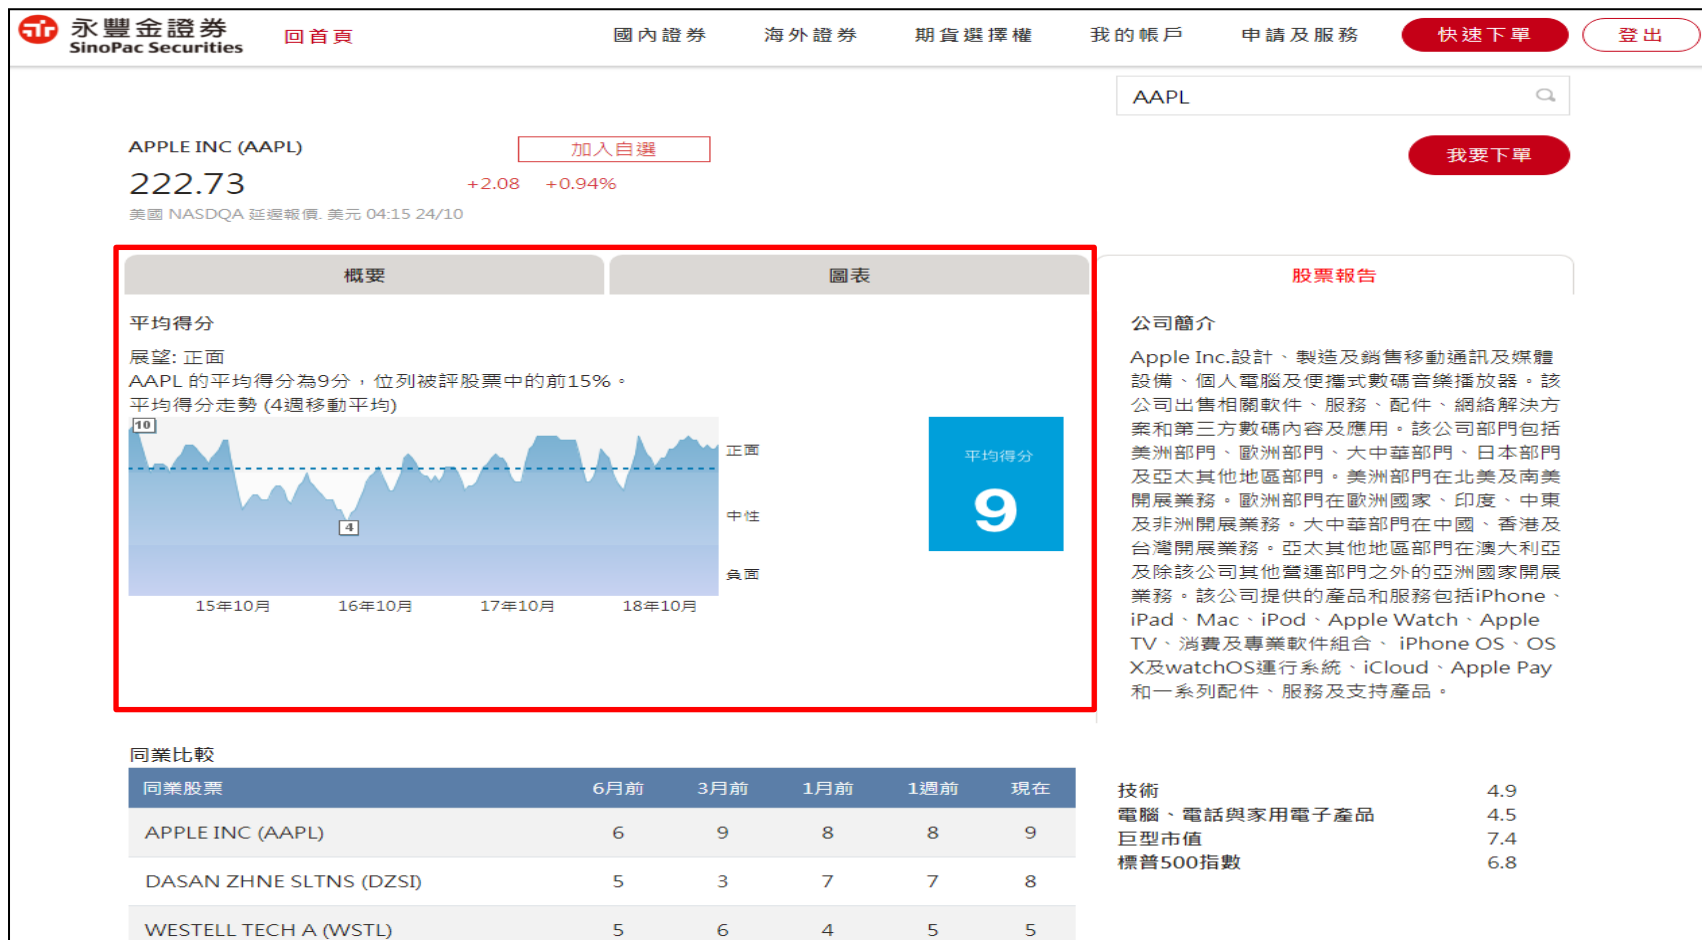 永豐金證券
SinoPac Securities
回首頁
國內證券
海外證券
期貨選擇權
我的帳戶
申請及服務
快速下單
登出
AAPL
APPLE INC (AAPL)
加入自選
我要下單
222.73
+2.08
+0.94%
美國 NASDQA 延遲報價. 美元 04:15 24/10
概要
圖表
股票報告
平均得分
展望: 正面
AAPL 的平均得分為9分，位列被評股票中的前15%。
平均得分走勢 (4週移動平均)
10
4
正面
中性
負面
15年10月
16年10月
17年10月
18年10月
平均得分
9
公司簡介
Apple Inc.設計、製造及銷售移動通訊及媒體
設備、個人電腦及便攜式數碼音樂播放器。該
公司出售相關軟件、服務、配件、網絡解決方
案和第三方數碼內容及應用。該公司部門包括
美洲部門、歐洲部門、大中華部門、日本部門
及亞太其他地區部門。美洲部門在北美及南美
開展業務。歐洲部門在歐洲國家、印度、中東
及非洲開展業務。大中華部門在中國、香港及
台灣開展業務。亞太其他地區部門在澳大利亞
及除該公司其他營運部門之外的亞洲國家開展
業務。該公司提供的產品和服務包括iPhone、
iPad、Mac、iPod、Apple Watch、Apple
TV、消費及專業軟件組合、 iPhone OS、OS
X及watchOS運行系統、iCloud、Apple Pay
和一系列配件、服務及支持產品。
同業比較
同業股票 6月前 3月前 1月前 1週前 現在
APPLE INC (AAPL) 6 9 8 8 9
DASAN ZHNE SLTNS (DZSI) 5 3 7 7 8
WESTELL TECH A (WSTL) 5 6 4 5 5
技術 4.9
電腦、電話與家用電子產品 4.5
巨型市值 7.4
標普500指數 6.8